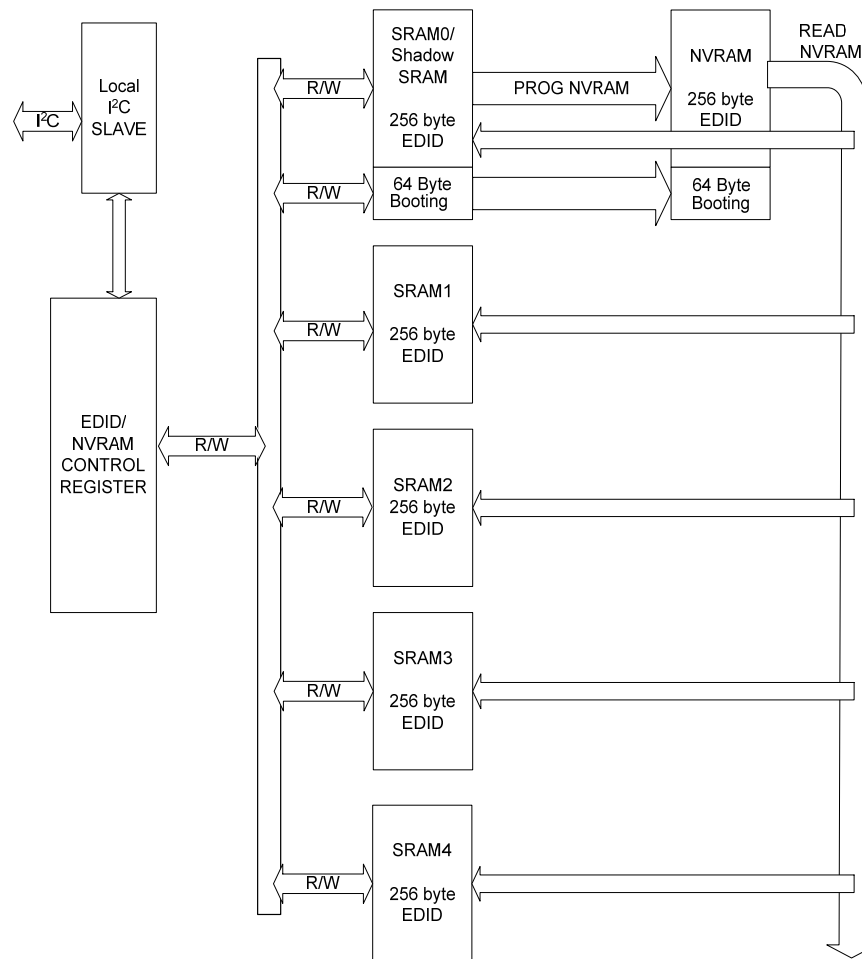 Local
I²C
SLAVE
I²C
EDID/
NVRAM
CONTROL
REGISTER
R/W
R/W
SRAM0/
Shadow
SRAM
256 byte
EDID
PROG NVRAM
NVRAM
256 byte
EDID
READ
NVRAM
R/W
64 Byte
Booting
64 Byte
Booting
R/W
SRAM1
256 byte
EDID
R/W
SRAM2
256 byte
EDID
R/W
SRAM3
256 byte
EDID
R/W
SRAM4
256 byte
EDID